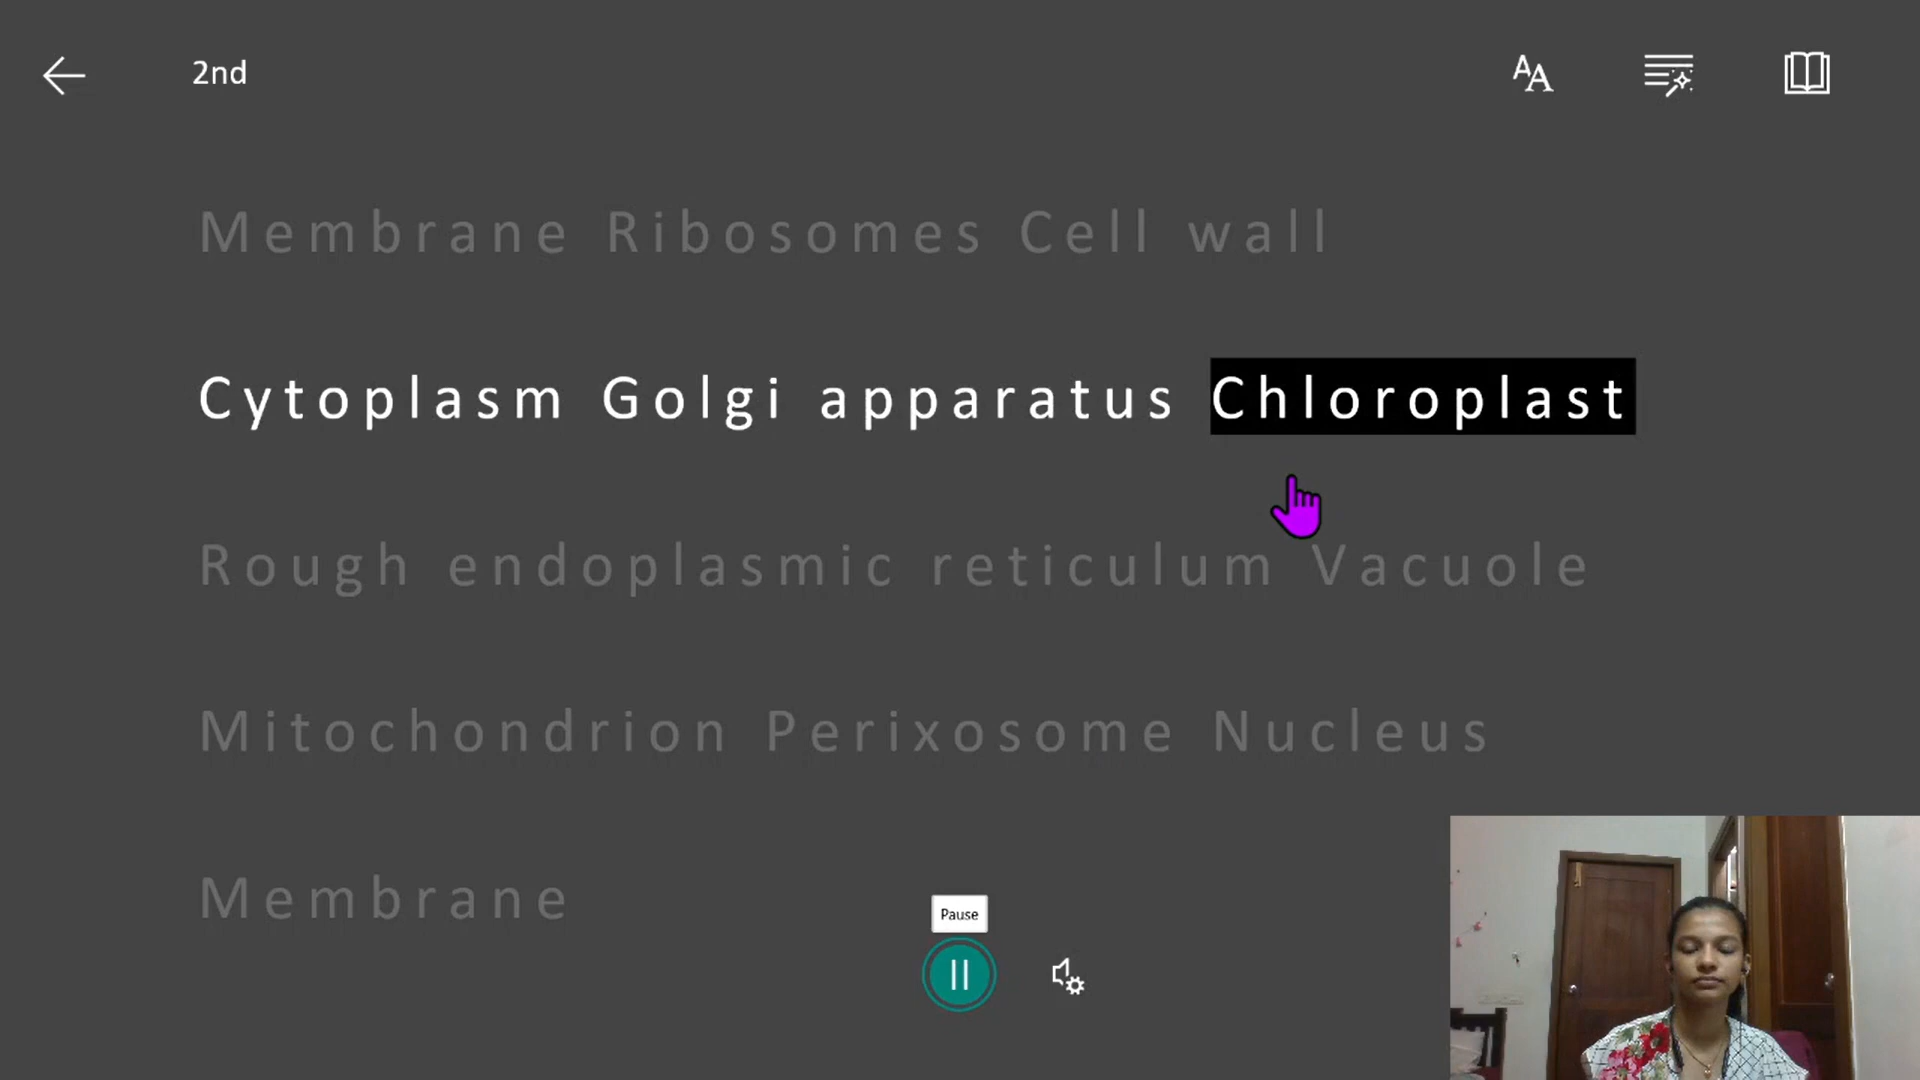 2nd
Membrane Ribosomes Cell wall
Cytoplasm Golgi apparatus Chloroplast
Rough endoplasmic reticulum Vacuole
Mitochondrion Perixosome Nucleus
Membrane
Pause